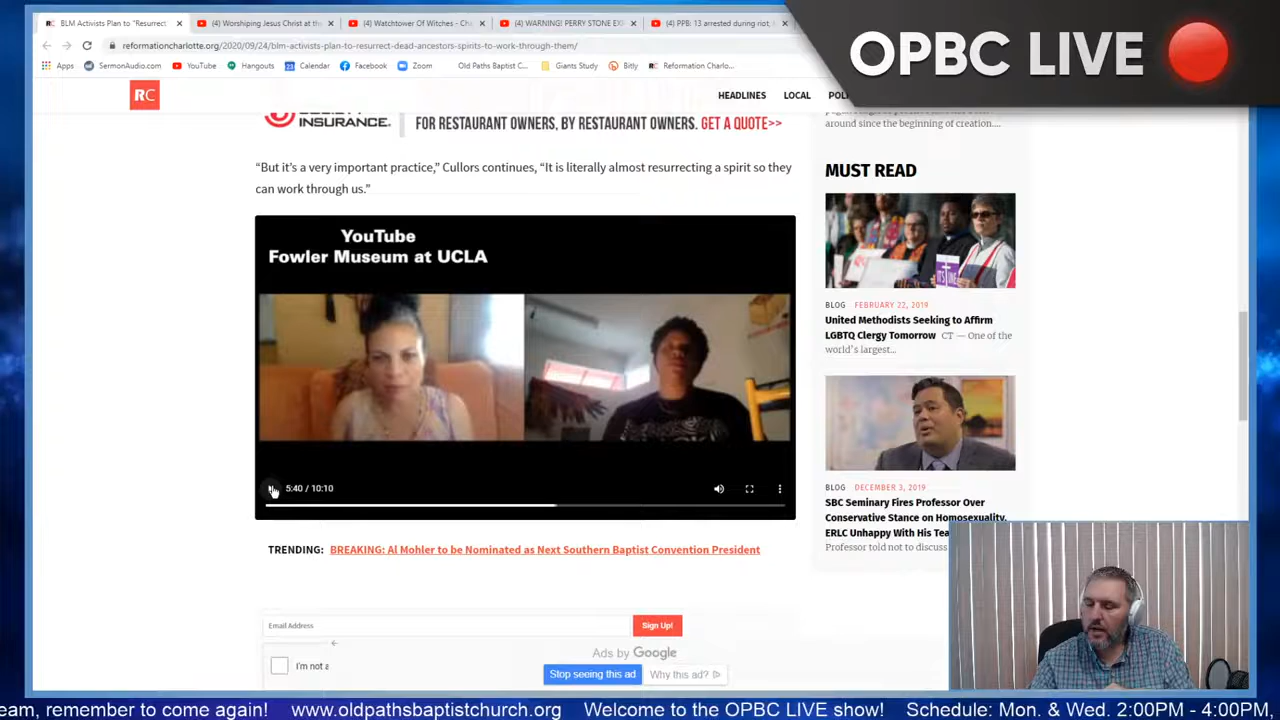 BLM Activists Plan to "Resurrect
(4) Worshiping Jesus Christ at the
(4) Watchtower Of Witches - Cha
(4) WARNING! PERRY STONE EX
(4) PPB: 13 arrested during riot;
reformationcharlotte.org/2020/09/24/blm-activists-plan-to-resurrect-dead-ancestors-spirits-to-work-through-them/
OPBC LIVE
Apps
SermonAudio.com
YouTube
Hangouts
Calendar
Facebook
Zoom
Old Paths Baptist C...
Giants Study
Bitly
Reformation Charlo...
RC
HEADLINES
LOCAL
INSURANCE.
FOR RESTAURANT OWNERS, BY RESTAURANT OWNERS. GET A QUOTE>>
around since the beginning of creation....
“But it’s a very important practice,” Cullors continues, “It is literally almost resurrecting a spirit so they
can work through us.”
YouTube
Fowler Museum at UCLA
5:40 / 10:10
TRENDING: BREAKING: Al Mohler to be Nominated as Next Southern Baptist Convention President
MUST READ
BLOG FEBRUARY 22, 2019
United Methodists Seeking to Affirm
LGBTQ Clergy Tomorrow CT — One of the
world’s largest...
BLOG DECEMBER 3, 2019
SBC Seminary Fires Professor Over
Conservative Stance on Homosexuality,
ERLC Unhappy With His
Professor told not to discuss
Email Address
Sign Up!
I'm not a
Ads by Google
Stop seeing this ad
Why this ad?
eam, remember to come again! www.oldpathsbaptistchurch.org Welcome to the OPBC LIVE show! Schedule: Mon. & Wed. 2:00PM - 4:00PM,